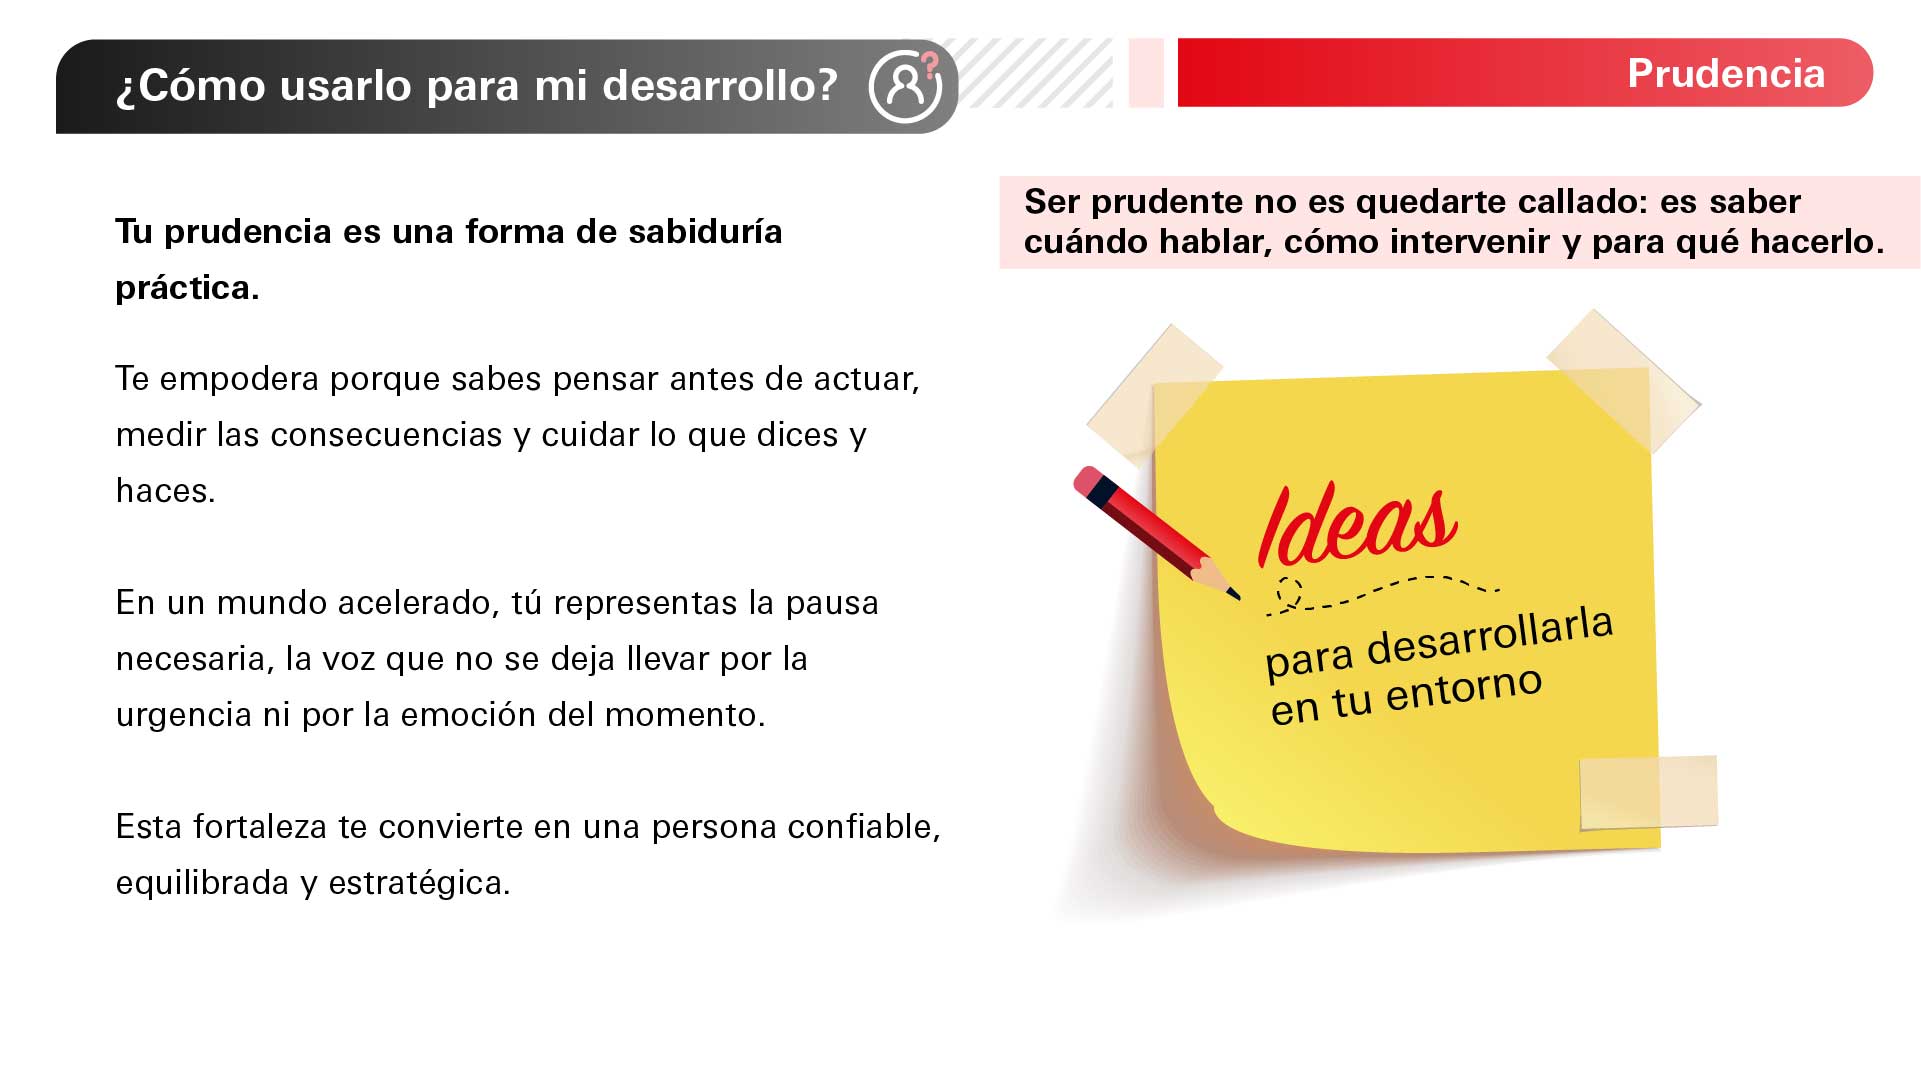 ¿Cómo usarlo para mi desarrollo?
Prudencia
Tu prudencia es una forma de sabiduría
práctica.
Te empodera porque sabes pensar antes de actuar,
medir las consecuencias y cuidar lo que dices y
haces.
En un mundo acelerado, tú representas la pausa
necesaria, la voz que no se deja llevar por la
urgencia ni por la emoción del momento.
Esta fortaleza te convierte en una persona confiable,
equilibrada y estratégica.
Ser prudente no es quedarte callado: es saber
cuándo hablar, cómo intervenir y para qué hacerlo.
Ideas
para desarrollarla
en tu entorno